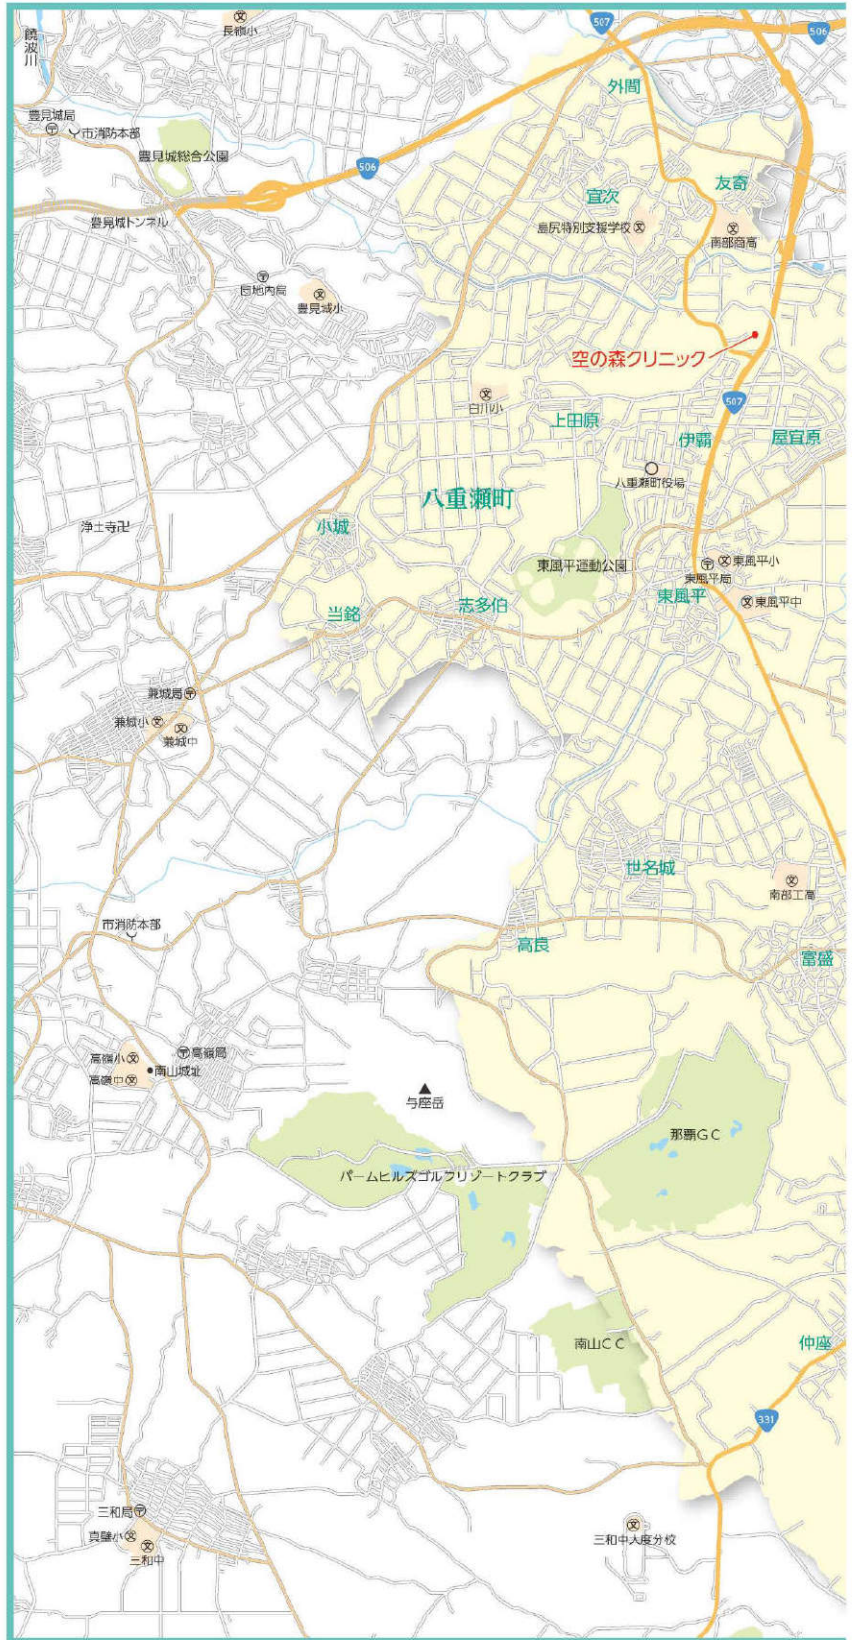 507
506
饒波川
長嶺小
外間
豊見城局
市消防本部
豊見城総合公園
506
宜次
友寄
豊見城トンネル
島尻特別支援学校
南部商高
団地内局
豊見城小
空の森クリニック
白川小
507
上田原
伊覇
屋宜原
八重瀬町役場
八重瀬町
浄土寺卍
小城
東風平運動公園
東風平小
東風平局
東風平
東風平中
当銘
志多伯
兼城局
兼城小
兼城中
世名城
南部工高
市消防本部
高良
富盛
高嶺局
高嶺小
南山城址
高嶺中
与座岳
那覇GC
パームヒルズゴルフリゾートクラブ
南山CC
仲座
331
三和局
真壁小
三和中
三和中大度分校